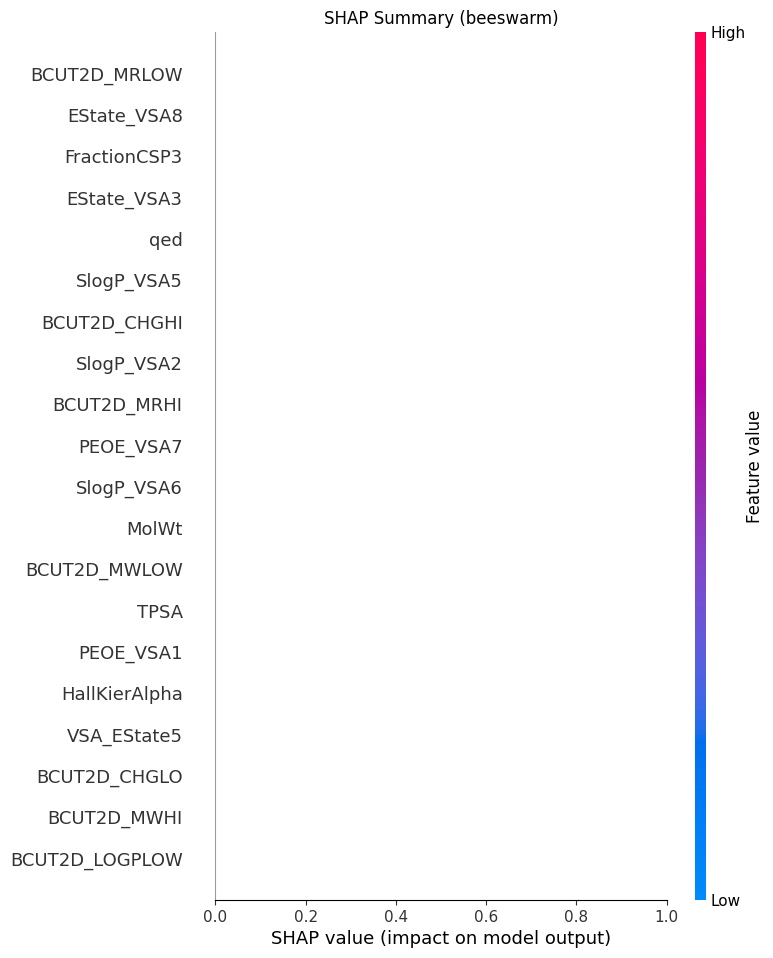 SHAP Summary (beeswarm)
High
BCUT2D_MRLOW
EState_VSA8
FractionCSP3
EState_VSA3
qed
SlogP_VSA5
BCUT2D_CHGHI
SlogP_VSA2
BCUT2D_MRHI
PEOE_VSA7
SlogP_VSA6
MolWt
BCUT2D_MWLOW
TPSA
PEOE_VSA1
HallKierAlpha
VSA_EState5
BCUT2D_CHGLO
BCUT2D_MWHI
BCUT2D_LOGPLOW
Feature value
Low
0.0 0.2 0.4 0.6 0.8 1.0
SHAP value (impact on model output)